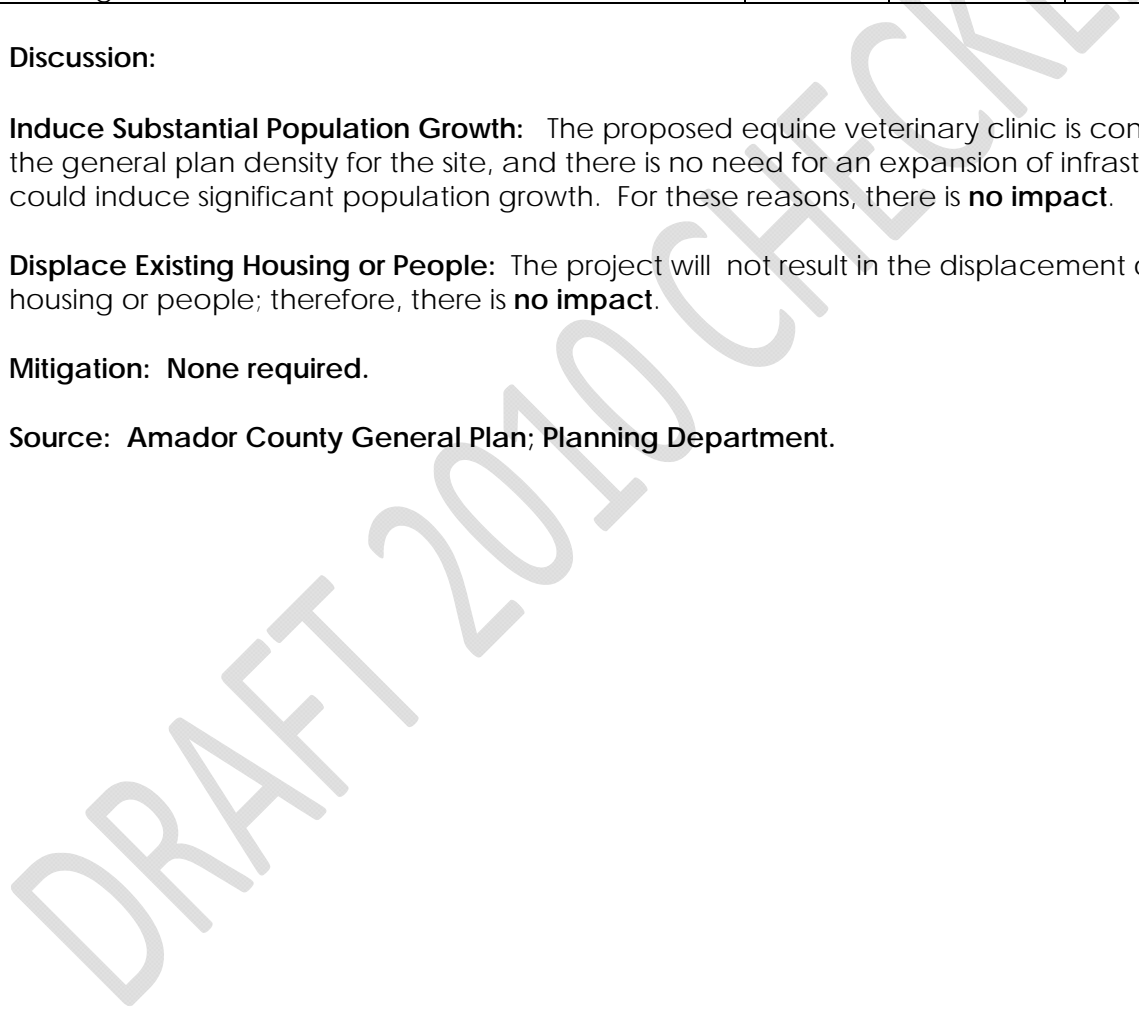 Discussion:
Induce Substantial Population Growth: The proposed equine veterinary clinic is con
the general plan density for the site, and there is no need for an expansion of infrast
could induce significant population growth. For these reasons, there is no impact.
Displace Existing Housing or People: The project will not result in the displacement
housing or people; therefore, there is no impact.
Mitigation: None required.
Source: Amador County General Plan; Planning Department.
DRAFT 2010 CHECK